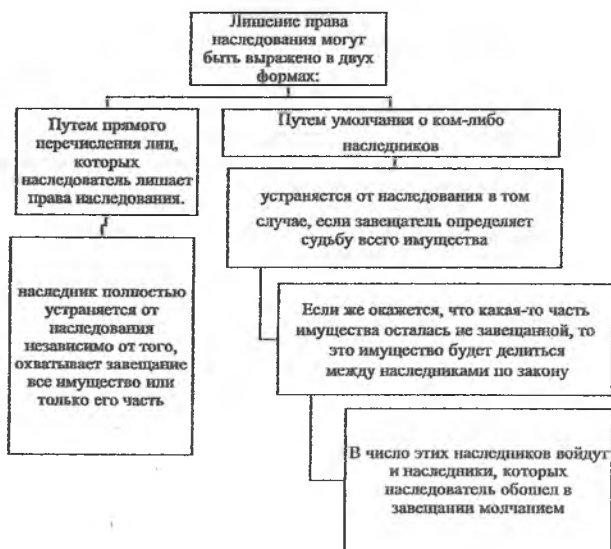 Лишение права
наследования могут
быть выражено в двух
формах:
Путем прямого
перечисления лиц,
которых
наследователь лишает
права наследования.
наследник полностью
устраняется от
наследования
независимо от того,
охватывает завещание
все имущество или
только его часть
Путем умолчания о ком-либо
наследников
устраняется от наследования в том
случае, если завещатель определяет
судьбу всего имущества
Если же окажется, что какая-то часть
имущества осталась не завещанной, то
это имущество будет делиться
между наследниками по закону
В число этих наследников войдут
и наследники, которых
наследователь обошел в
завещании молчанием